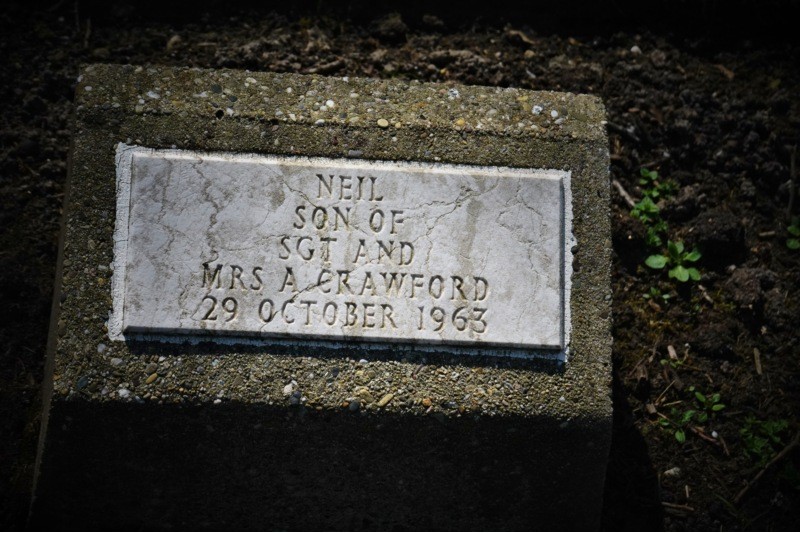 NEIL
SON OF
SGT AND
MRS A CRAWFORD
29 OCTOBER 1963